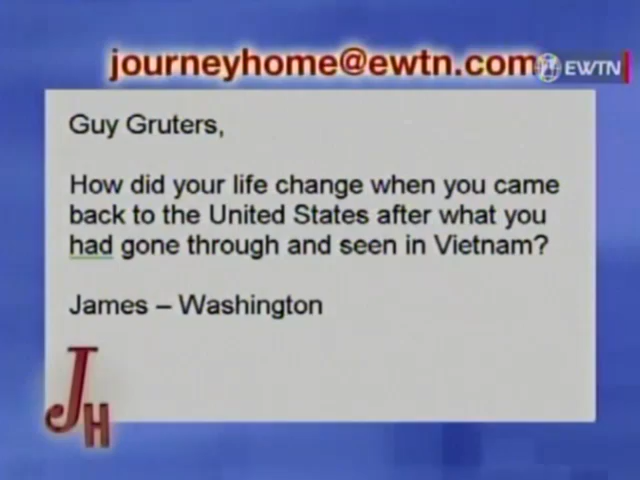 journeyhome@ewtn.com
EWTN
Guy Gruters,
How did your life change when you came
back to the United States after what you
had gone through and seen in Vietnam?
James – Washington
JH